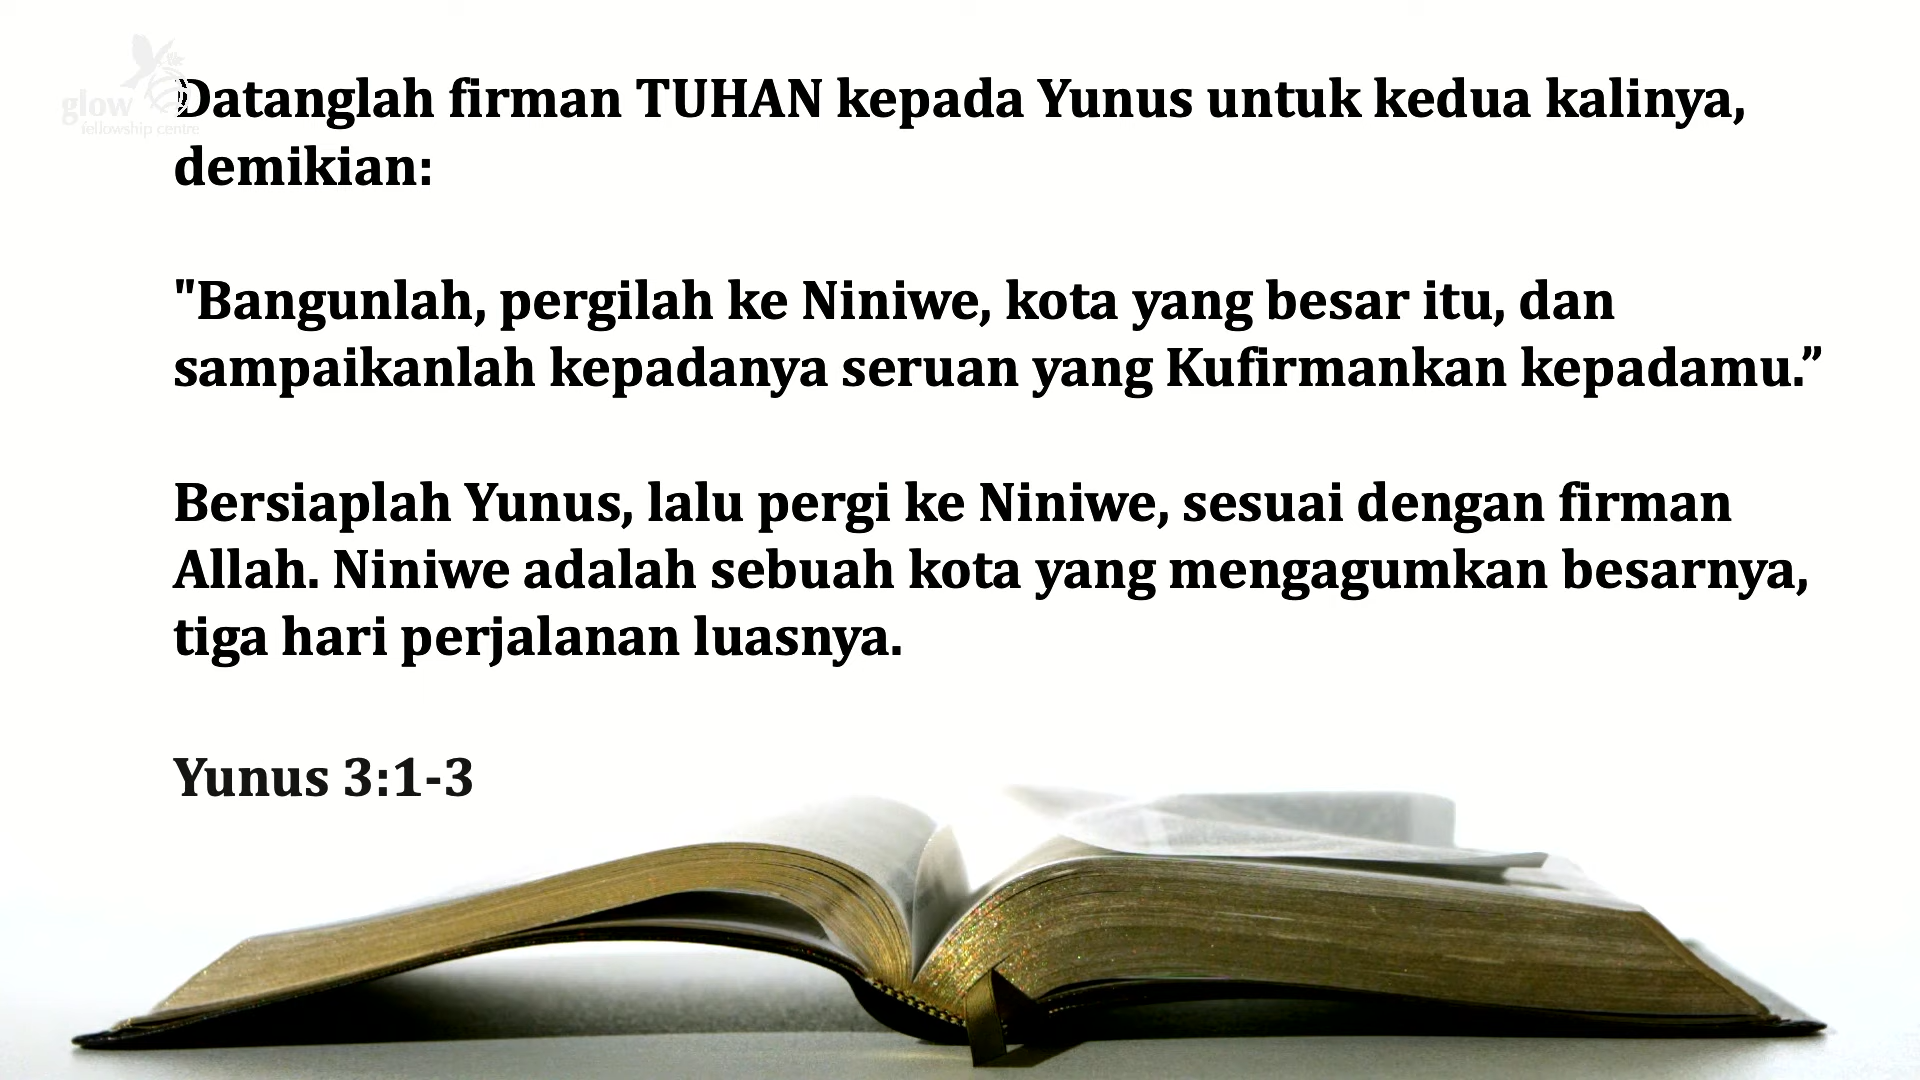 glow
fellowship centre
Datanglah firman TUHAN kepada Yunus untuk kedua kalinya,
demikian:
"Bangunlah, pergilah ke Niniwe, kota yang besar itu, dan
sampaikanlah kepadanya seruan yang Kufirmankan kepadamu.”
Bersiaplah Yunus, lalu pergi ke Niniwe, sesuai dengan firman
Allah. Niniwe adalah sebuah kota yang mengagumkan besarnya,
tiga hari perjalanan luasnya.
Yunus 3:1-3